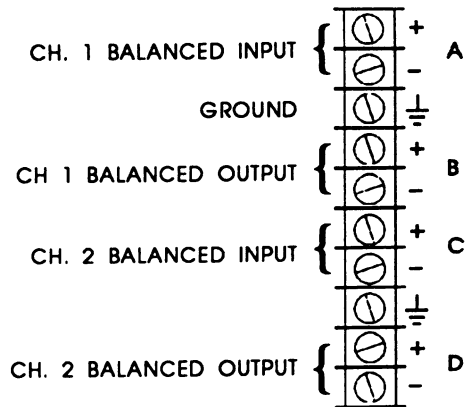 +
CH. 1 BALANCED INPUT A
-
GROUND
+
CH 1 BALANCED OUTPUT B
-
+
CH. 2 BALANCED INPUT C
-
+
CH. 2 BALANCED OUTPUT D
-